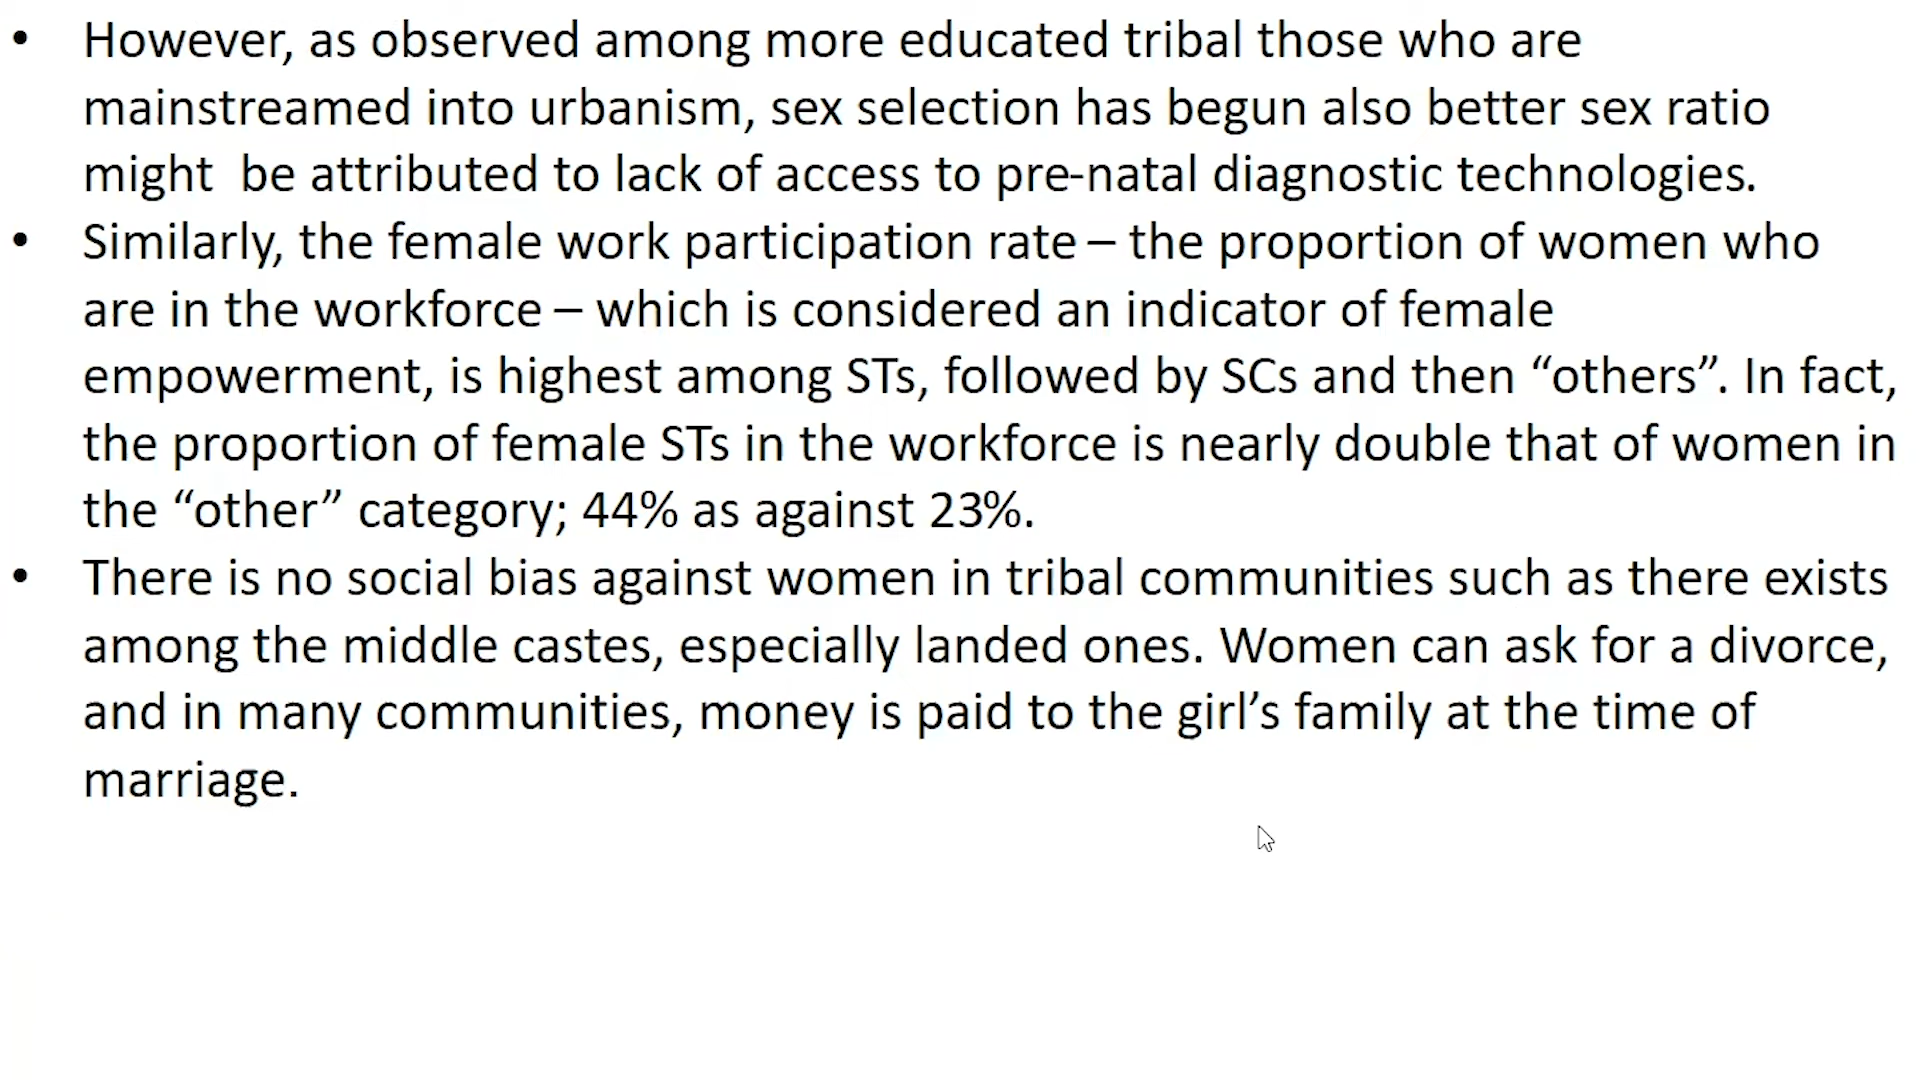 • However, as observed among more educated tribal those who are
mainstreamed into urbanism, sex selection has begun also better sex ratio
might  be attributed to lack of access to pre-natal diagnostic technologies.
• Similarly, the female work participation rate – the proportion of women who
are in the workforce – which is considered an indicator of female
empowerment, is highest among STs, followed by SCs and then “others”. In fact,
the proportion of female STs in the workforce is nearly double that of women in
the “other” category; 44% as against 23%.
• There is no social bias against women in tribal communities such as there exists
among the middle castes, especially landed ones. Women can ask for a divorce,
and in many communities, money is paid to the girl’s family at the time of
marriage.